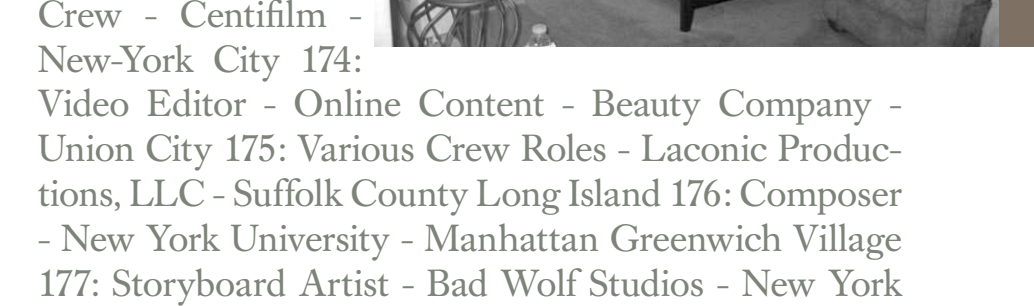 Crew - Centifilm -
New-York City 174:
Video Editor - Online Content - Beauty Company -
Union City 175: Various Crew Roles - Laconic Produc-
tions, LLC - Suffolk County Long Island 176: Composer
- New York University - Manhattan Greenwich Village
177: Storyboard Artist - Bad Wolf Studios - New York